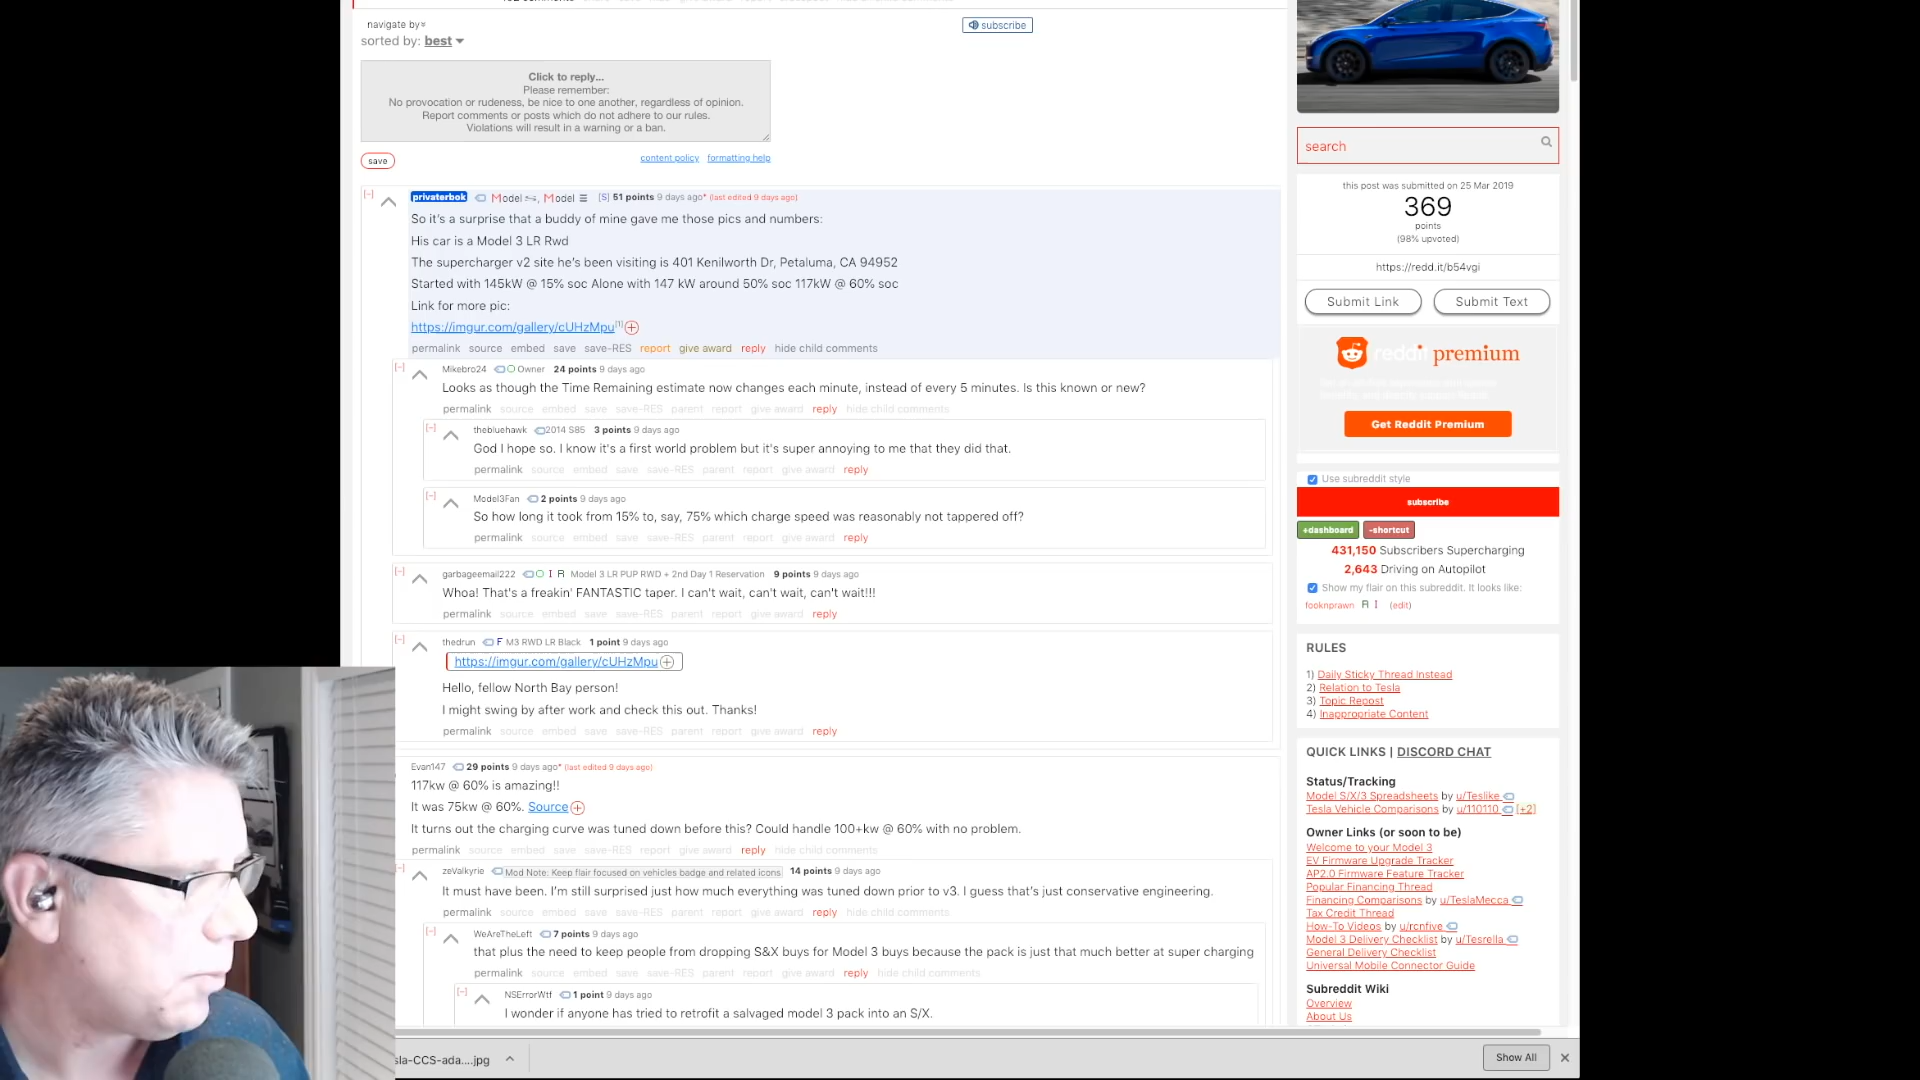 navigate by
subscribe
sorted by: best
Click to reply...
Please remember:
No provocation or rudeness, be nice to one another, regardless of opinion.
Report comments or posts which do not adhere to our rules.
Violations will result in a warning or a ban.
save
content policy formatting help
[-] privaterbok Model S, Model 3 [S] 51 points 9 days ago* (last edited 9 days ago)
So it's a surprise that a buddy of mine gave me those pics and numbers:
His car is a Model 3 LR Rwd
The supercharger v2 site he's been visiting is 401 Kenilworth Dr, Petaluma, CA 94952
Started with 145kW @ 15% soc Alone with 147 kW around 50% soc 117kW @ 60% soc
Link for more pic:
https://imgur.com/gallery/cUHzMpu[1]
permalink source embed save save-RES report give award reply hide child comments
[-] Mikebro24 O Owner 24 points 9 days ago
Looks as though the Time Remaining estimate now changes each minute, instead of every 5 minutes. Is this known or new?
permalink source embed save save-RES parent report give award reply hide child comments
[-] thebluehawk 2014 S85 3 points 9 days ago
God I hope so. I know it's a first world problem but it's super annoying to me that they did that.
permalink source embed save save-RES parent report give award reply
[-] Model3Fan 2 points 9 days ago
So how long it took from 15% to, say, 75% which charge speed was reasonably not tappered off?
permalink source embed save save-RES parent report give award reply
[-] garbageemail222 O I R Model 3 LR PUP RWD + 2nd Day 1 Reservation 9 points 9 days ago
Whoa! That's a freakin' FANTASTIC taper. I can't wait, can't wait, can't wait!!!
permalink source embed save save-RES parent report give award reply
[-] thedrun F M3 RWD LR Black 1 point 9 days ago
https://imgur.com/gallery/cUHzMpu
Hello, fellow North Bay person!
I might swing by after work and check this out. Thanks!
permalink source embed save save-RES parent report give award reply
Evan147 29 points 9 days ago* (last edited 9 days ago)
117kw @ 60% is amazing!!
It was 75kw @ 60%. Source
It turns out the charging curve was tuned down before this? Could handle 100+kw @ 60% with no problem.
permalink source embed save save-RES report give award reply hide child comments
[-] zeValkyrie Mod Note: Keep flair focused on vehicles badge and related icons 14 points 9 days ago
It must have been. I'm still surprised just how much everything was tuned down prior to v3. I guess that's just conservative engineering.
permalink source embed save save-RES parent report give award reply hide child comments
[-] WeAreTheLeft 7 points 9 days ago
that plus the need to keep people from dropping S&X buys for Model 3 buys because the pack is just that much better at super charging
permalink source embed save save-RES parent report give award reply hide child comments
[-] NSErrorWtf 1 point 9 days ago
I wonder if anyone has tried to retrofit a salvaged model 3 pack into an S/X.
search
this post was submitted on 25 Mar 2019
369
points
(98% upvoted)
https://redd.it/b54vgi
Submit Link Submit Text
reddit premium
Get Reddit Premium
Use subreddit style
subscribe
+dashboard -shortcut
431,150 Subscribers Supercharging
2,643 Driving on Autopilot
Show my flair on this subreddit. It looks like:
fooknprawn R I (edit)
RULES
1) Daily Sticky Thread Instead
2) Relation to Tesla
3) Topic Repost
4) Inappropriate Content
QUICK LINKS | DISCORD CHAT
Status/Tracking
Model S/X/3 Spreadsheets by u/Teslike
Tesla Vehicle Comparisons by u/110110 [+2]
Owner Links (or soon to be)
Welcome to your Model 3
EV Firmware Upgrade Tracker
AP2.0 Firmware Feature Tracker
Popular Financing Thread
Financing Comparisons by u/TeslaMecca
Tax Credit Thread
How-To Videos by u/rcnfive
Model 3 Delivery Checklist by u/Tesrella
General Delivery Checklist
Universal Mobile Connector Guide
Subreddit Wiki
Overview
About Us
sla-CCS-ada....jpg
Show All